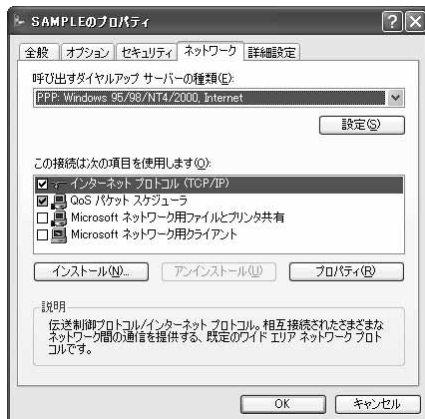 SAMPLEのプロパティ
全般 オプション セキュリティ ネットワーク 詳細設定
呼び出すダイヤルアップ サーバーの種類(E):
PPP: Windows 95/98/NT4/2000, Internet
設定(S)
この接続は次の項目を使用します(O):
インターネット プロトコル (TCP/IP)
QoS パケット スケジューラ
Microsoft ネットワーク用ファイルとプリンタ共有
Microsoft ネットワーク用クライアント
インストール(N)... アンインストール(U) プロパティ(R)
説明
伝送制御プロトコル/インターネット プロトコル。相互接続されたさまざまな
ネットワーク間の通信を提供する、既定のワイド エリア ネットワーク プロト
コルです。
OK キャンセル